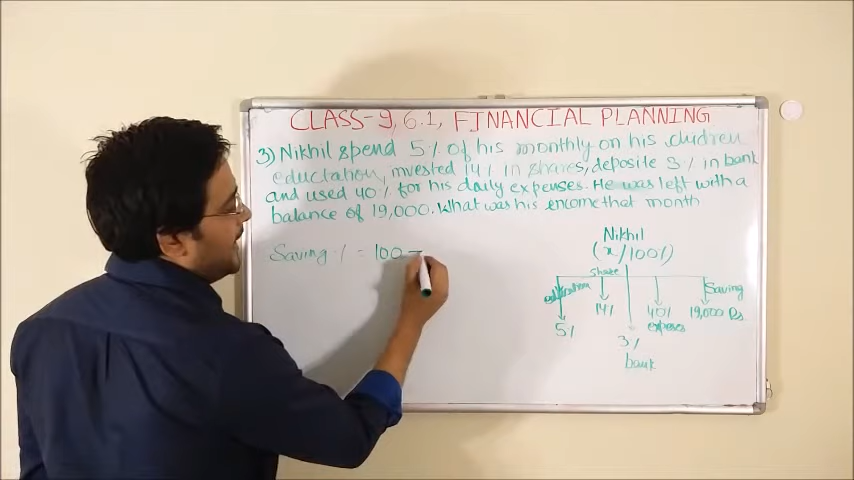 CLASS-9, 6.1, FINANCIAL PLANNING
3) Nikhil spend 5% of his monthly on his children
eductation, invested 14% in shares, deposite 3% in bank
and used 40% for his daily expenses. He was left with a
balance of 19,000. What was his encome that month
Nikhil
(x/100%)
Saving % = 100 -
share
Saving
14%
40%
19,000 Rs
expeses
5%
3%
bank